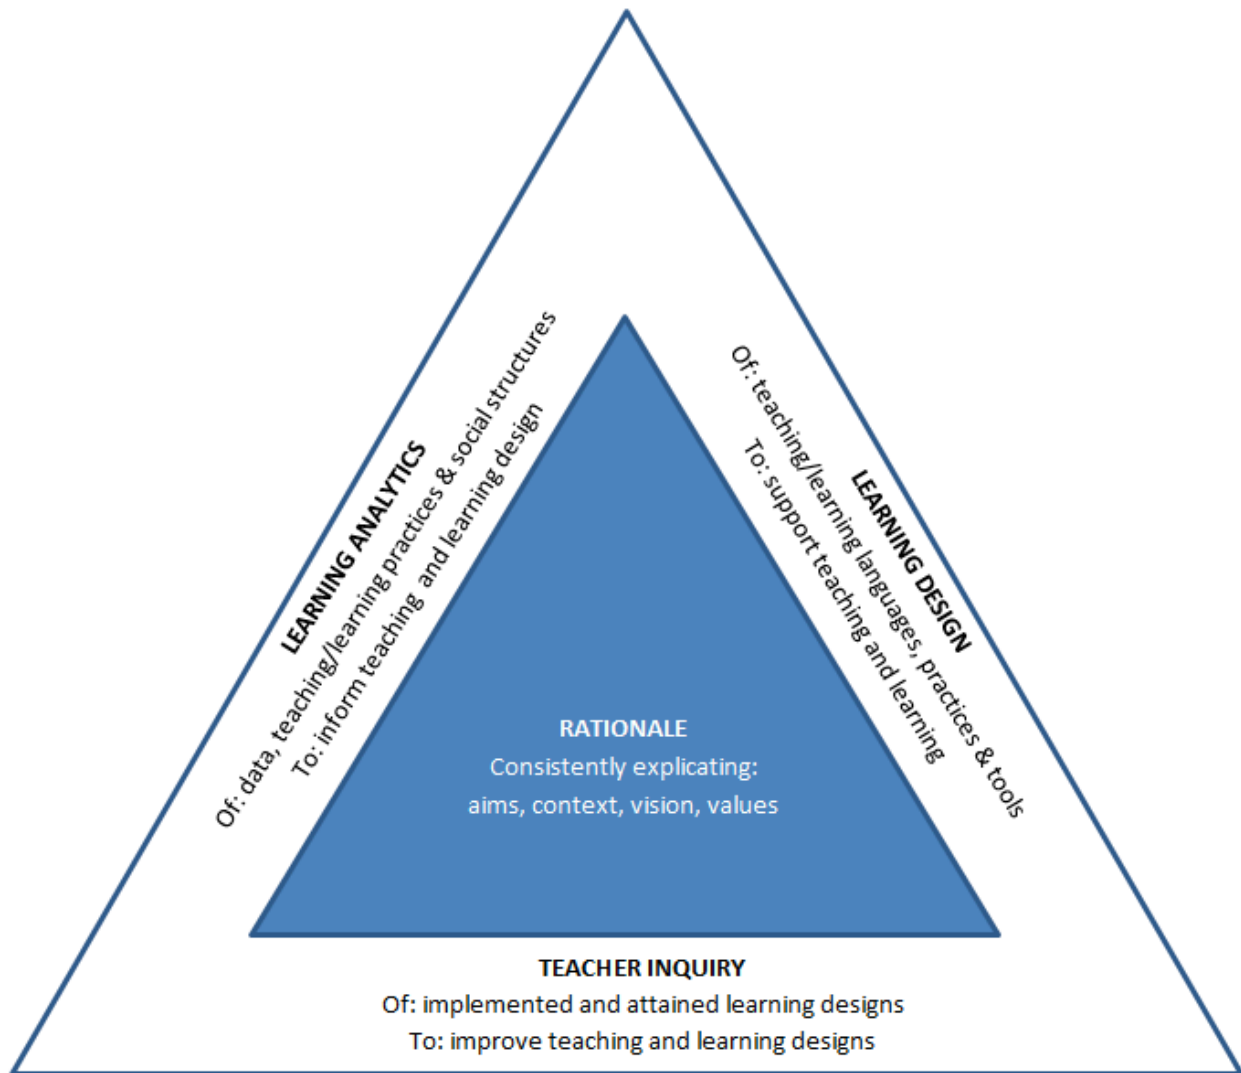 LEARNING ANALYTICS
Of: data, teaching/learning practices & social structures
To: inform teaching and learning design
LEARNING DESIGN
Of: teaching/learning languages, practices & tools
To: support teaching and learning
RATIONALE
Consistently explicating:
aims, context, vision, values
TEACHER INQUIRY
Of: implemented and attained learning designs
To: improve teaching and learning designs